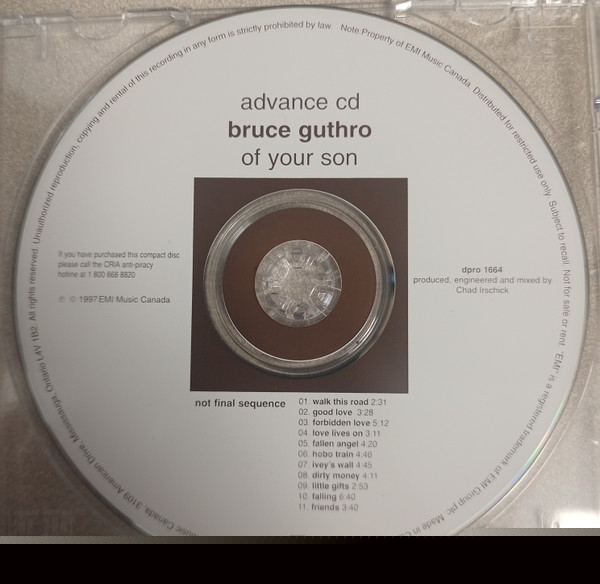 All rights reserved. Unauthorized reproduction, copying and rental of this recording in any form is strictly prohibited by law. Note: Property of EMI Music Canada. Distributed for restricted use only. Subject to recall. Not for sale or rent. "EMI" is a registered trademark of EMI Group plc. Made in
advance cd
bruce guthro
of your son
If you have purchased this compact disc
please call the CRIA anti-piracy
hotline at 1 800 668 8820
℗ © 1997 EMI Music Canada
dpro 1664
produced, engineered and mixed by
Chad Irschick
not final sequence
01. walk this road 2:31
02. good love 3:28
03 forbidden love 5:12
04 love lives on 3:11
05. fallen angel 4:20
06. hobo train 4:46
07. ivey's wall 4:45
08. dirty money 4:11
09. little gifts 2:53
10. falling 6:40
11. friends 3:40
Music Canada, 3109 American Drive, Mississauga, Ontario L4V 1B2.